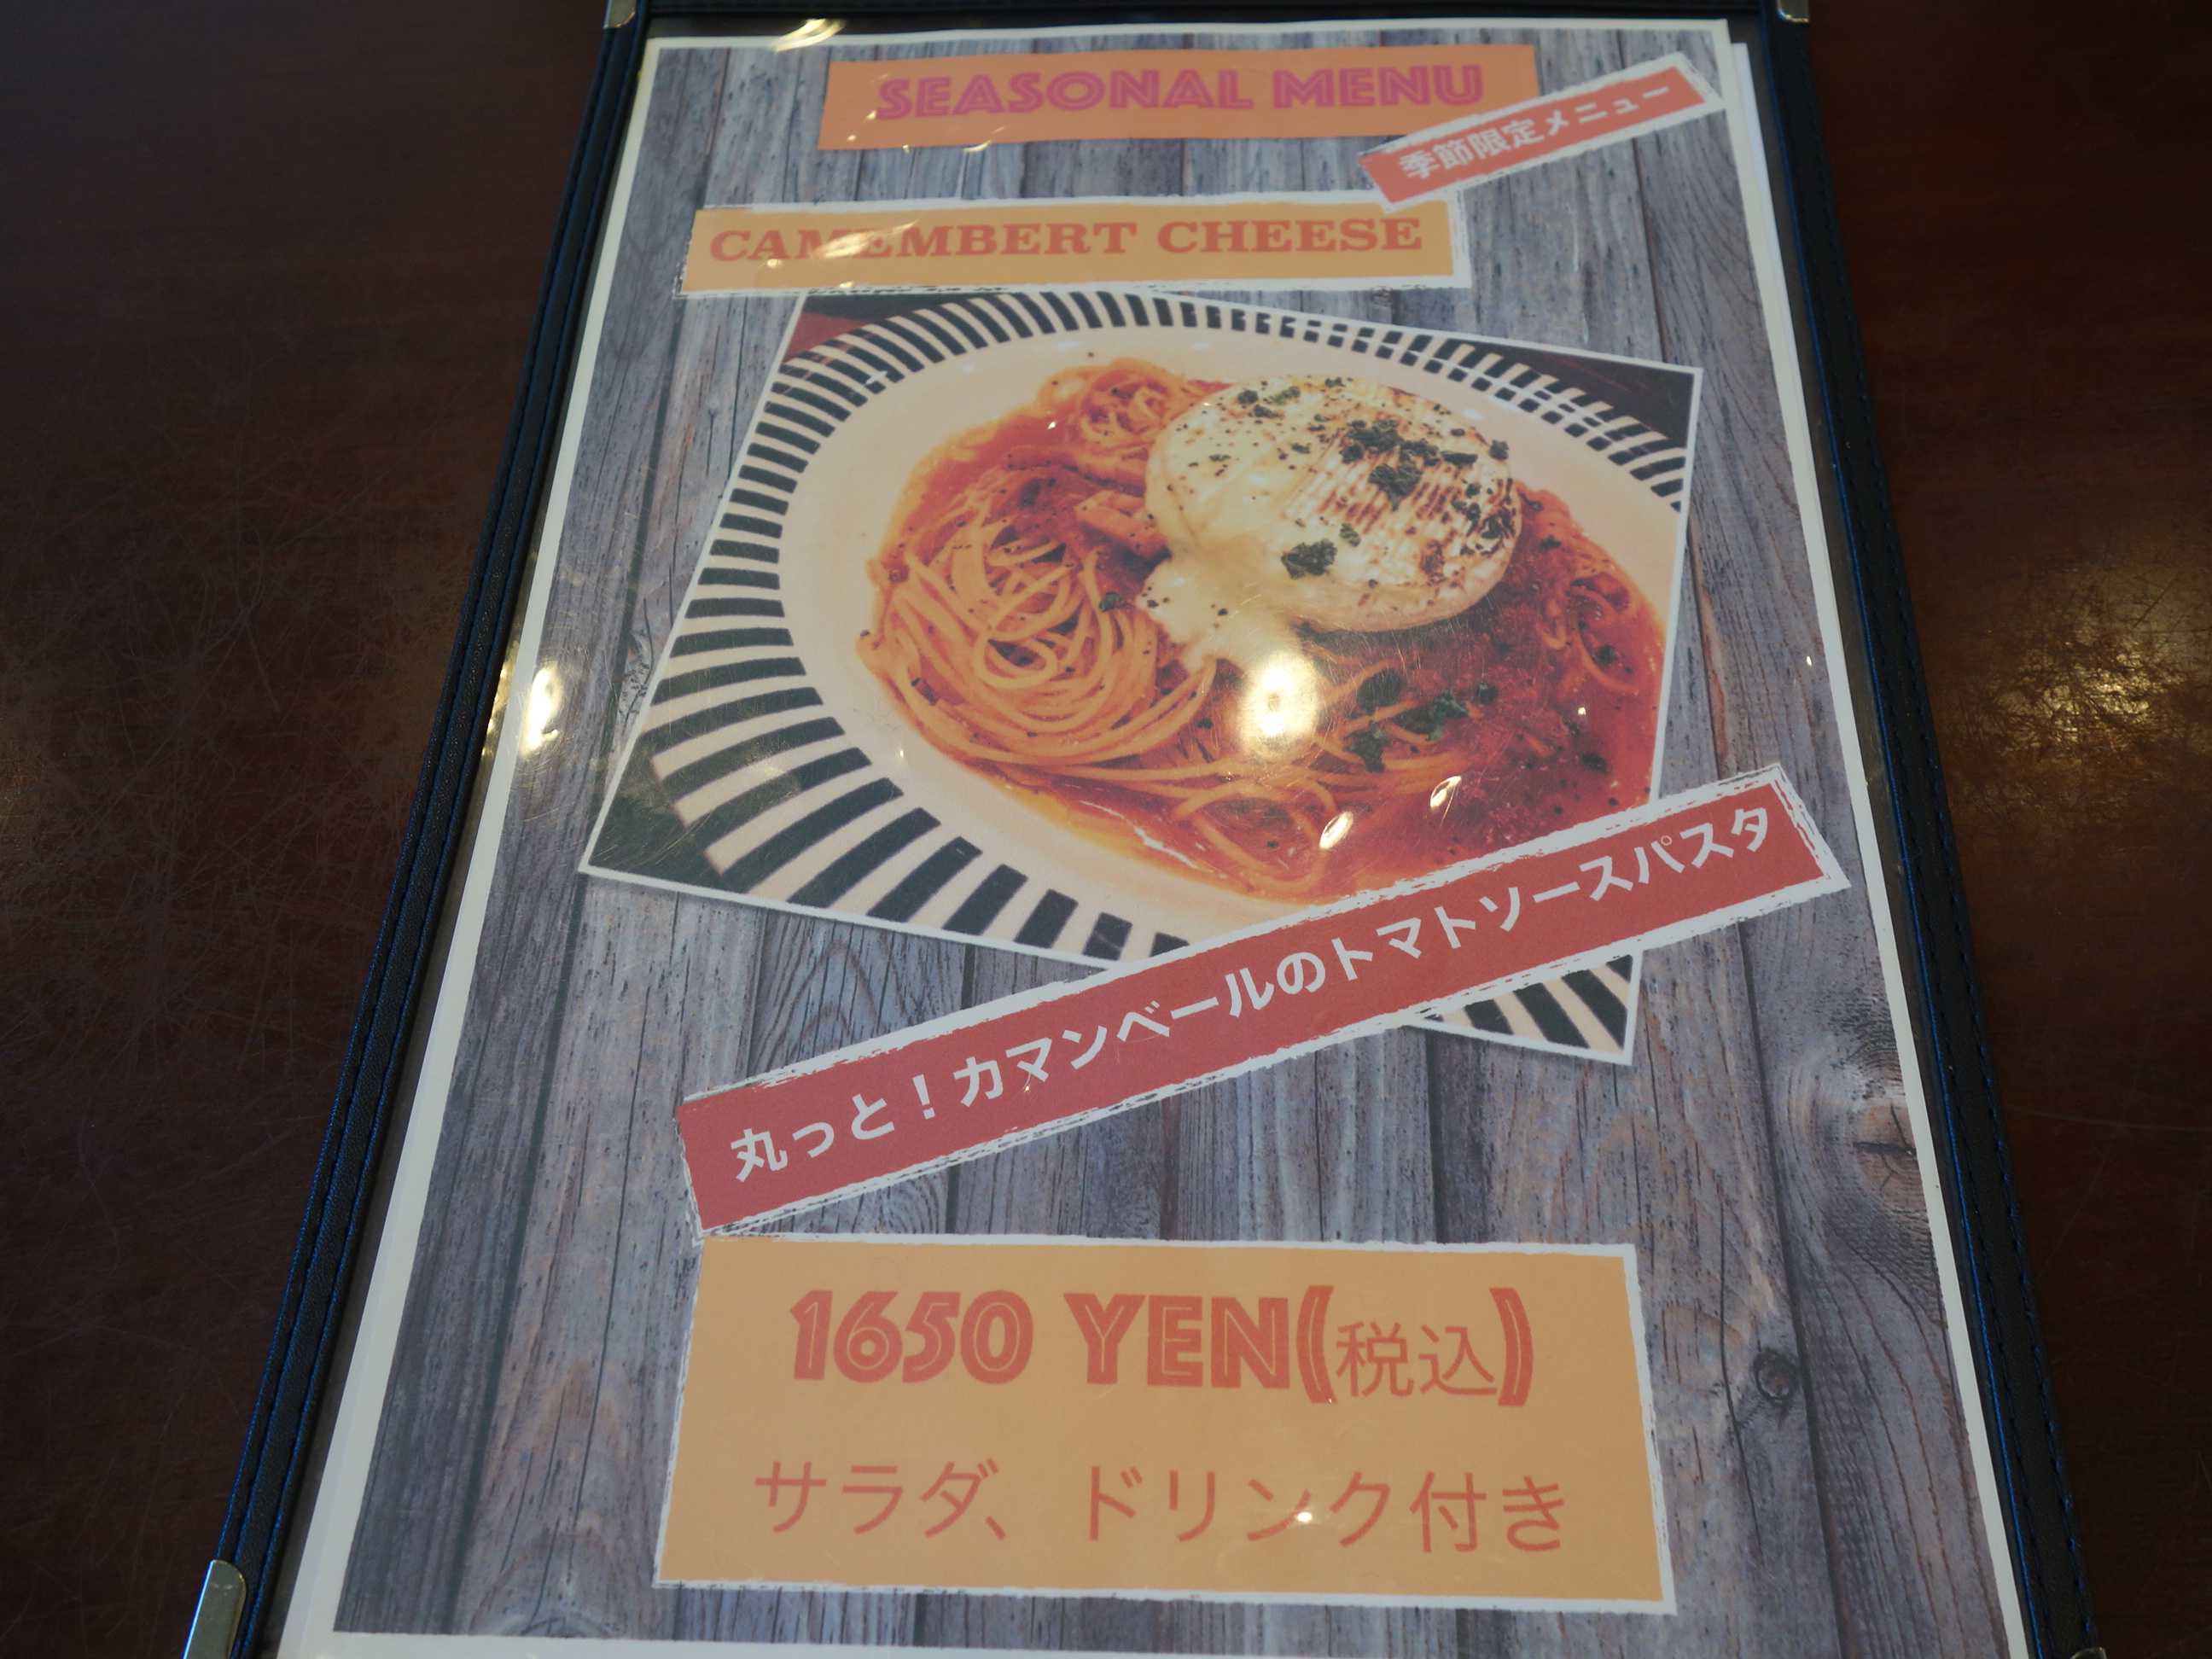 SEASONAL MENU
季節限定メニュー
CAMEMBERT CHEESE
丸っと！カマンベールのトマトソースパスタ
1650 YEN(税込)
サラダ、ドリンク付き